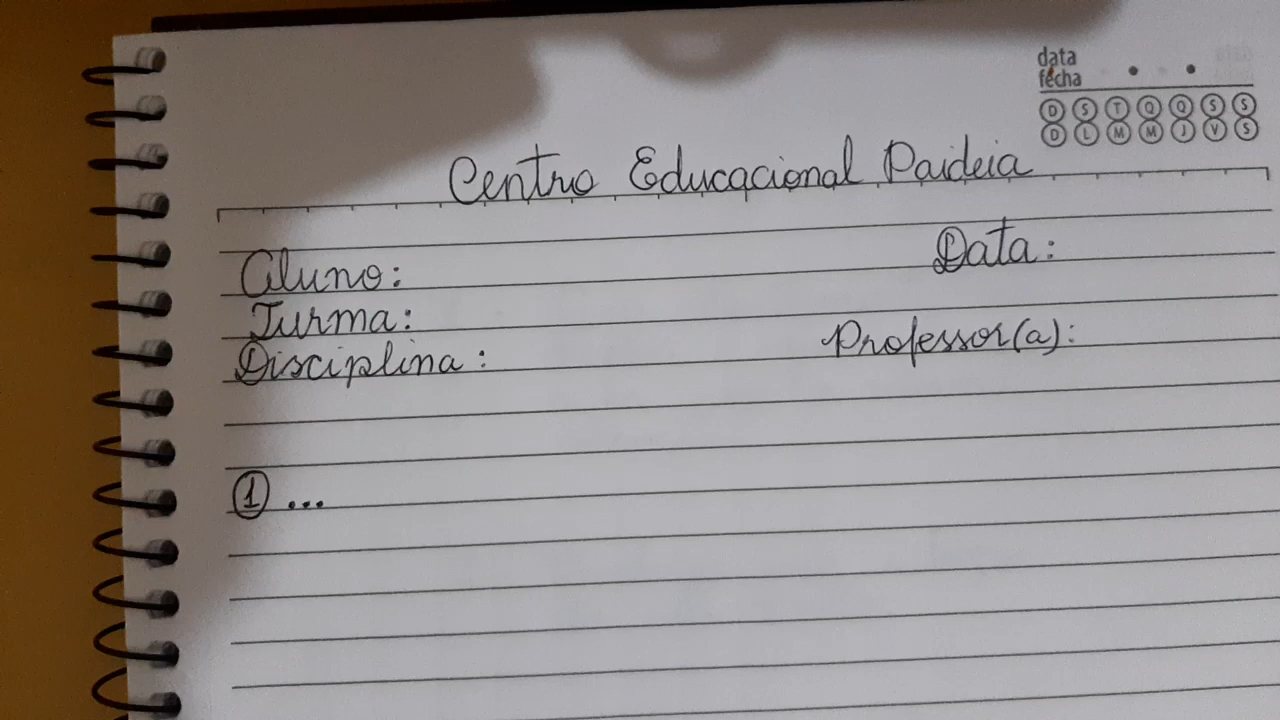 data
fecha
D S T Q Q S S
D L M M J V S
Centro Educacional Paideia
Aluno: Data:
Turma:
Disciplina: Professor(a):
1 ...